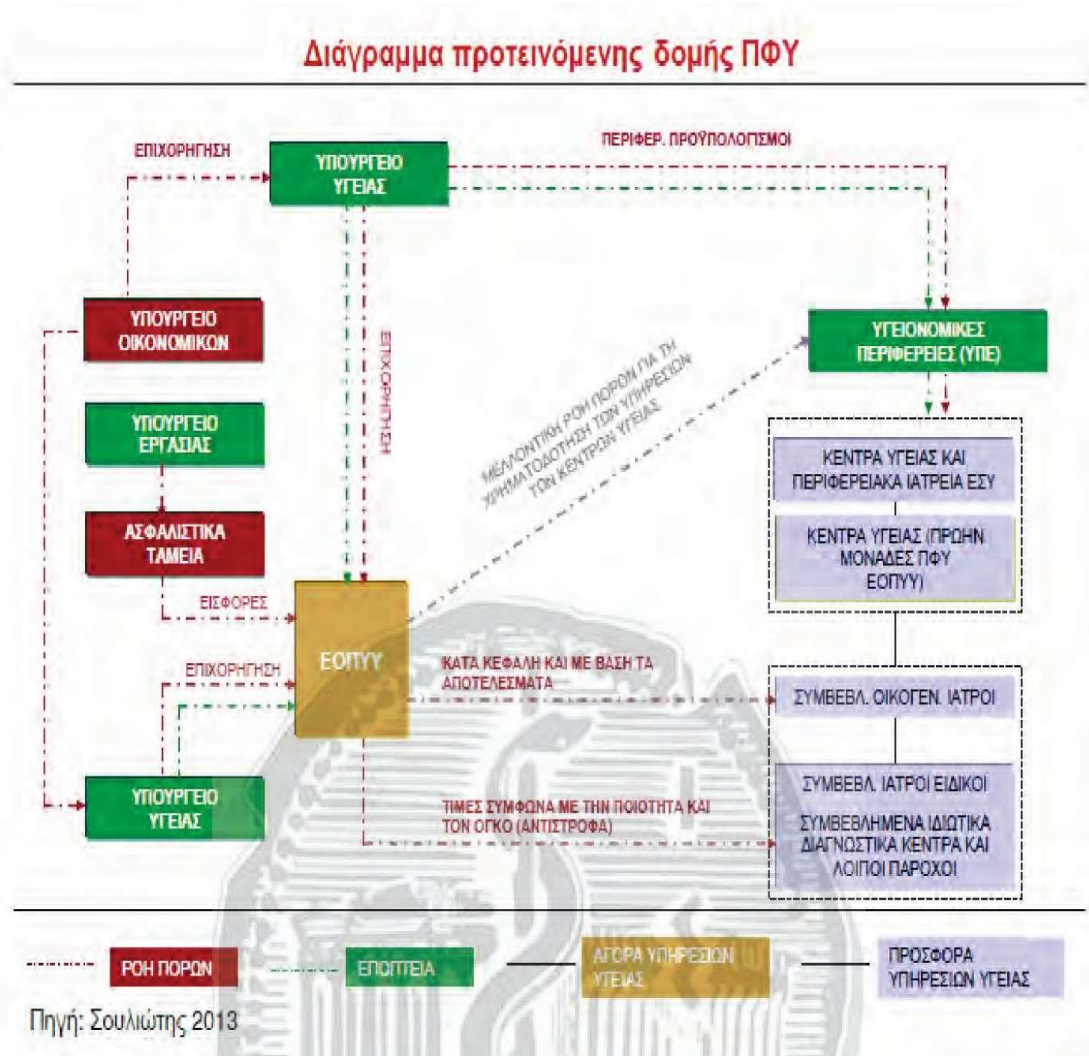 Διάγραμμα προτεινόμενης δομής ΠΦΥ
ΕΠΙΧΟΡΗΓΗΣΗ
ΥΠΟΥΡΓΕΙΟ
ΥΓΕΙΑΣ
ΠΕΡΙΦΕΡ. ΠΡΟΫΠΟΛΟΓΙΣΜΟΙ
ΥΠΟΥΡΓΕΙΟ
ΟΙΚΟΝΟΜΙΚΩΝ
ΥΓΕΙΟΝΟΜΙΚΕΣ
ΠΕΡΙΦΕΡΕΙΕΣ (ΥΠΕ)
ΕΠΙΧΟΡΗΓΗΣΗ
ΜΕΛΛΟΝΤΙΚΗ ΡΟΗ ΠΟΡΩΝ ΓΙΑ ΤΗ
ΧΡΗΜΑΤΟΔΟΤΗΣΗ ΤΩΝ ΥΠΗΡΕΣΙΩΝ
ΤΩΝ ΚΕΝΤΡΩΝ ΥΓΕΙΑΣ
ΥΠΟΥΡΓΕΙΟ
ΕΡΓΑΣΙΑΣ
ΚΕΝΤΡΑ ΥΓΕΙΑΣ ΚΑΙ
ΠΕΡΙΦΕΡΕΙΑΚΑ ΙΑΤΡΕΙΑ ΕΣΥ
ΑΣΦΑΛΙΣΤΙΚΑ
ΤΑΜΕΙΑ
ΚΕΝΤΡΑ ΥΓΕΙΑΣ (ΠΡΩΗΝ
ΜΟΝΑΔΕΣ ΠΦΥ
ΕΟΠΥΥ)
ΕΙΣΦΟΡΕΣ
ΕΟΠΥΥ
ΕΠΙΧΟΡΗΓΗΣΗ
ΚΑΤΑ ΚΕΦΑΛΗ ΚΑΙ ΜΕ ΒΑΣΗ ΤΑ
ΑΠΟΤΕΛΕΣΜΑΤΑ
ΣΥΜΒΕΒΛ. ΟΙΚΟΓΕΝ. ΙΑΤΡΟΙ
ΥΠΟΥΡΓΕΙΟ
ΥΓΕΙΑΣ
ΤΙΜΕΣ ΣΥΜΦΩΝΑ ΜΕ ΤΗΝ ΠΟΙΟΤΗΤΑ ΚΑΙ
ΤΟΝ ΟΓΚΟ (ΑΝΤΙΣΤΡΟΦΑ)
ΣΥΜΒΕΒΛ. ΙΑΤΡΟΙ ΕΙΔΙΚΟΙ
ΣΥΜΒΕΒΛΗΜΕΝΑ ΙΔΙΩΤΙΚΑ
ΔΙΑΓΝΩΣΤΙΚΑ ΚΕΝΤΡΑ ΚΑΙ
ΛΟΙΠΟΙ ΠΑΡΟΧΟΙ
ΡΟΗ ΠΟΡΩΝ
ΕΠΟΠΤΕΙΑ
ΑΓΟΡΑ ΥΠΗΡΕΣΙΩΝ
ΥΓΕΙΑΣ
ΠΡΟΣΦΟΡΑ
ΥΠΗΡΕΣΙΩΝ ΥΓΕΙΑΣ
Πηγή: Σουλιώτης 2013